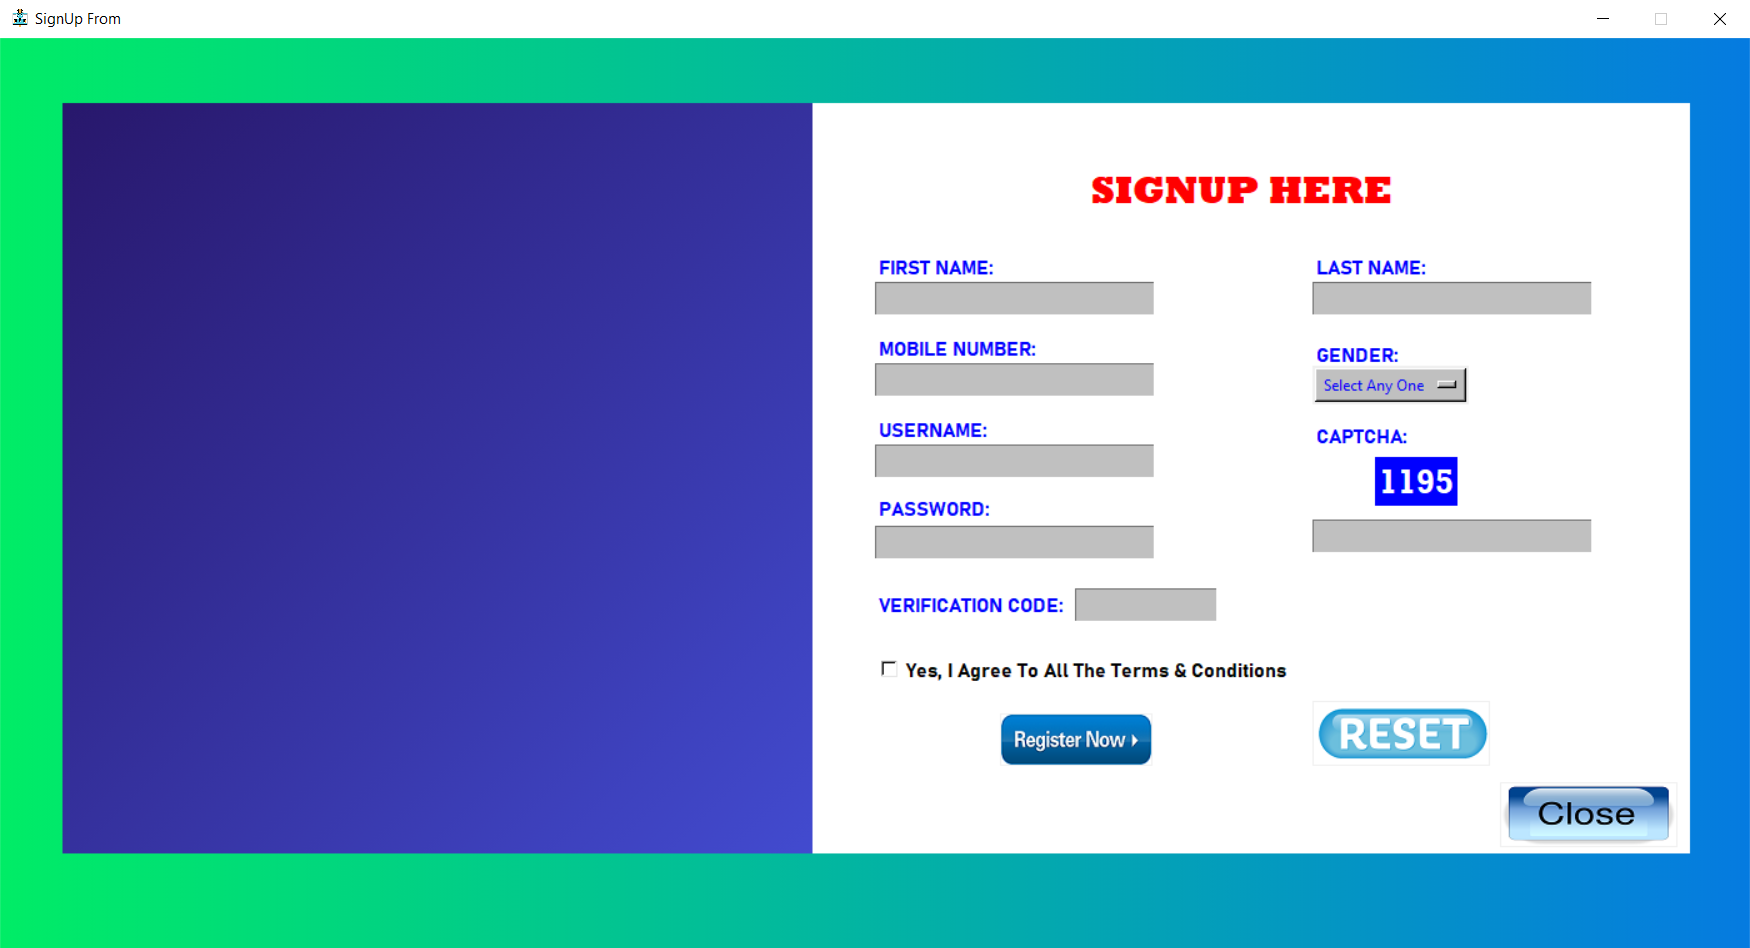 SignUp From
SIGNUP HERE
FIRST NAME:
LAST NAME:
MOBILE NUMBER:
GENDER:
Select Any One
USERNAME:
CAPTCHA:
1195
PASSWORD:
VERIFICATION CODE:
Yes, I Agree To All The Terms & Conditions
Register Now
RESET
Close